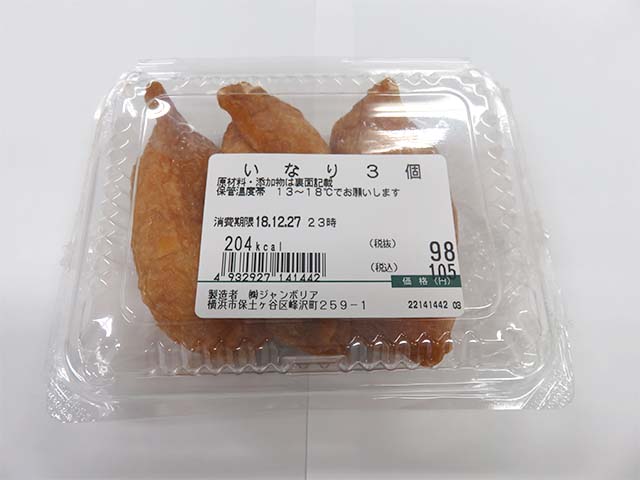 いなり3個
原材料・添加物は裏面記載
保管温度帯 13~18℃でお願いします
消費期限18.12.27 23時
204kcal (税抜) 98
(税込) 105
4 932927 141442
価格(円)
製造者 ㈱ジャンボリア 22141442 03
横浜市保土ヶ谷区峰沢町259-1